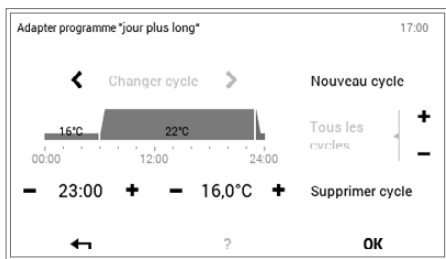 Adapter programme "jour plus long" 17:00
Changer cycle Nouveau cycle
16°C 22°C
Tous les
cycles
00:00 12:00 24:00
23:00 16,0°C Supprimer cycle
? OK